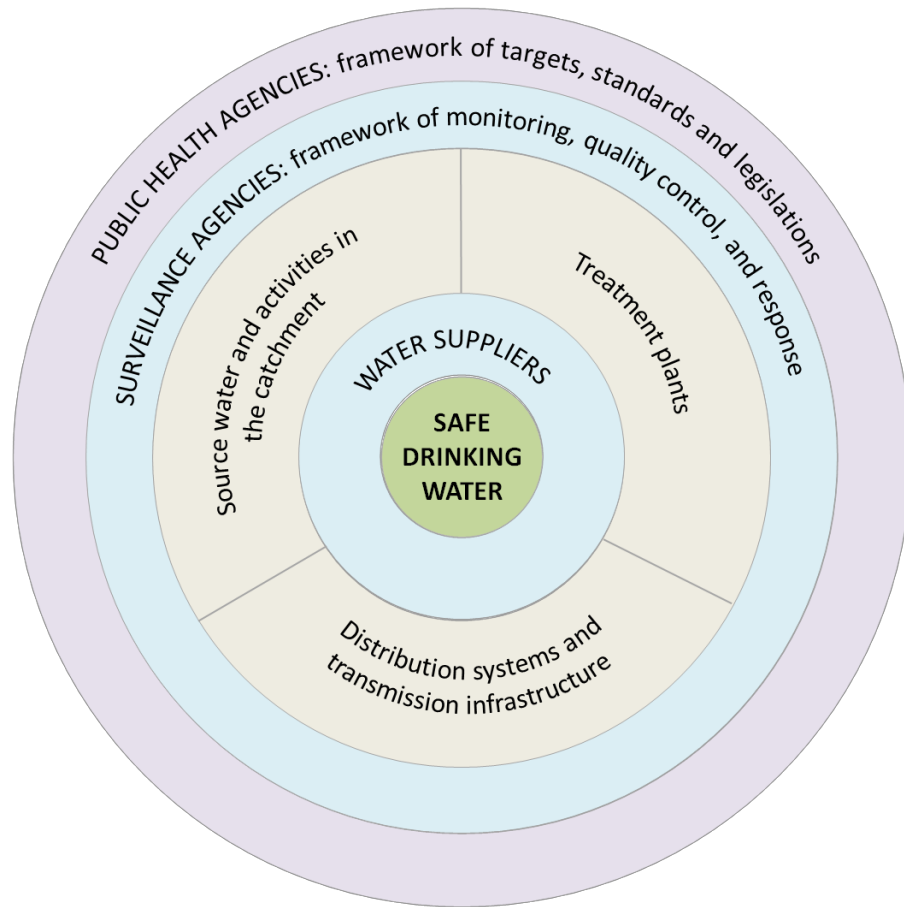 PUBLIC HEALTH AGENCIES: framework of targets, standards and legislations
SURVEILLANCE AGENCIES: framework of monitoring, quality control, and response
Source water and activities in
the catchment
Treatment plants
WATER SUPPLIERS
SAFE
DRINKING
WATER
Distribution systems and
transmission infrastructure